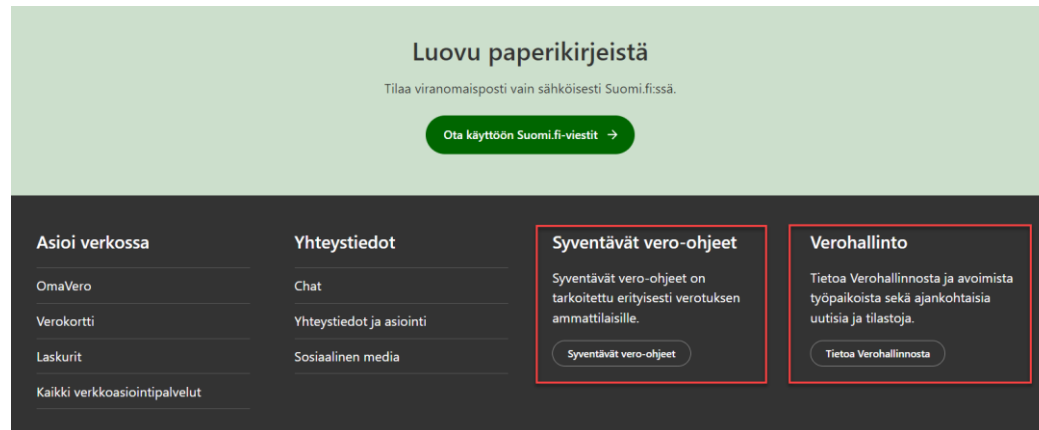 Luovu paperikirjeistä
Tilaa viranomaisposti vain sähköisesti Suomi.fi:ssä.
Ota käyttöön Suomi.fi-viestit →
Asioi verkossa
OmaVero
Verokortti
Laskurit
Kaikki verkkoasiointipalvelut
Yhteystiedot
Chat
Yhteystiedot ja asiointi
Sosiaalinen media
Syventävät vero-ohjeet
Syventävät vero-ohjeet on
tarkoitettu erityisesti verotuksen
ammattilaisille.
Syventävät vero-ohjeet
Verohallinto
Tietoa Verohallinnosta ja avoimista
työpaikoista sekä ajankohtaisia
uutisia ja tilastoja.
Tietoa Verohallinnosta